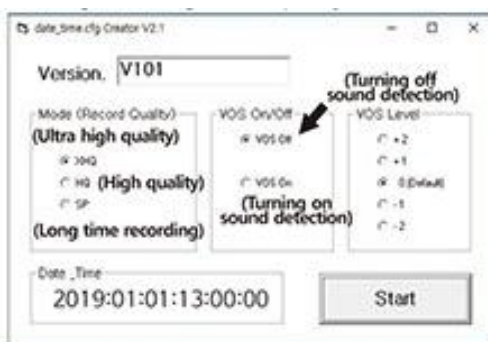 date_time.cfg Creator V2.1
Version. V101
(Turning off
sound detection)
Mode (Record Quality)
VOS On/Off
VOS Level
(Ultra high quality)
XHQ
VOS Off
+2
+1
HQ (High quality)
VOS On
0 (Default)
SP
(Turning on
sound detection)
-1
(Long time recording)
-2
Date _Time
2019:01:01:13:00:00
Start